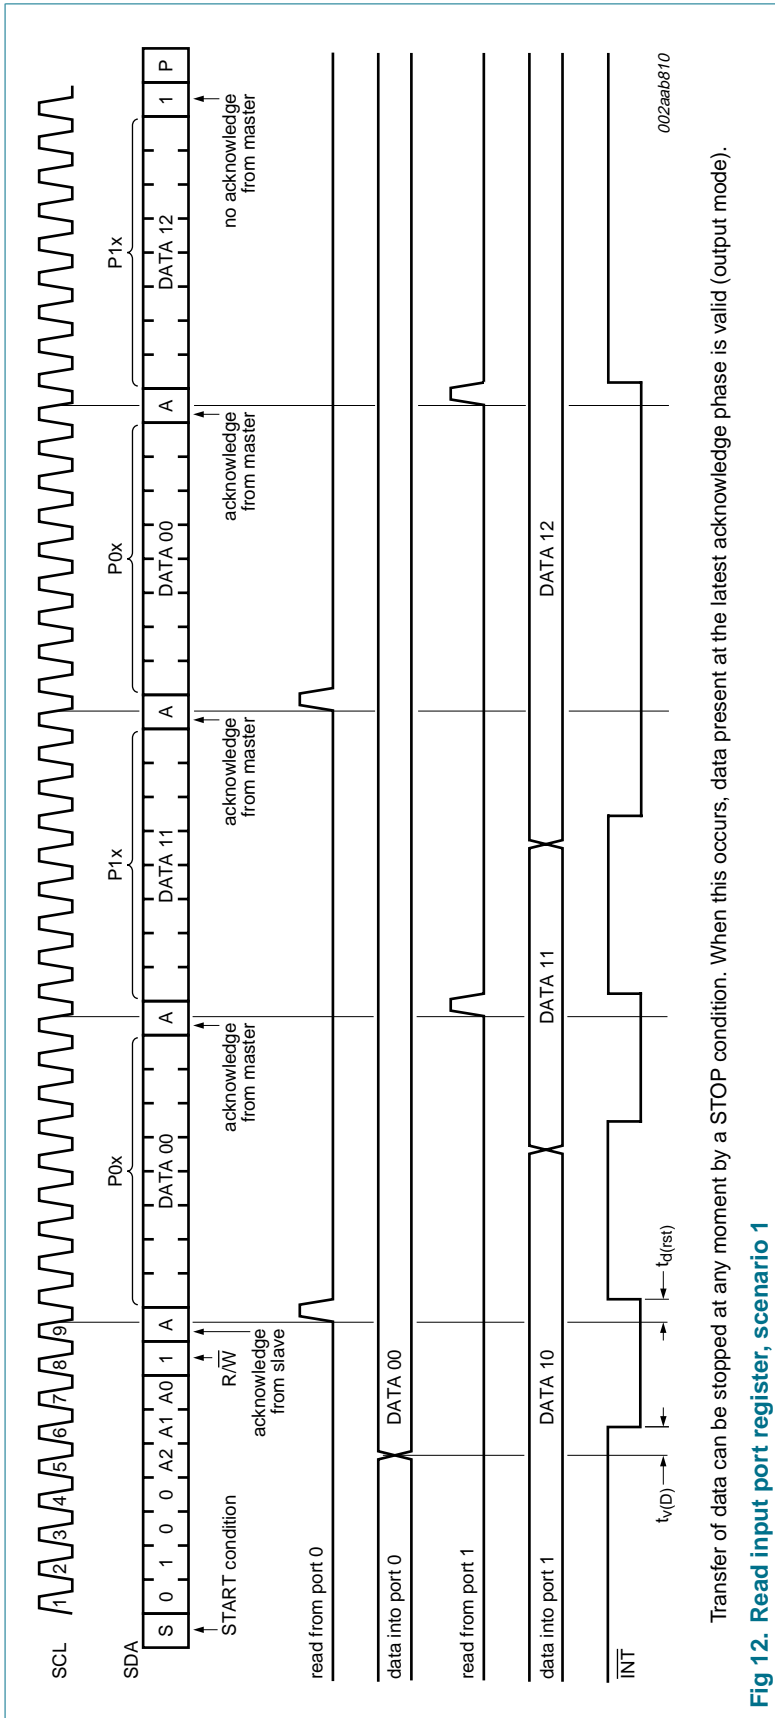 SCL
1 2 3 4 5 6 7 8 9
P0x P1x P0x P1x
SDA
S 0 1 0 0 A2 A1 A0 1 A DATA 00 A DATA 11 A DATA 00 A DATA 12 1 P
START condition
R/W
acknowledge
from slave
acknowledge
from master
acknowledge
from master
acknowledge
from master
no acknowledge
from master
read from port 0
data into port 0
DATA 00
read from port 1
data into port 1
DATA 10 DATA 11 DATA 12
INT
tv(D) td(rst)
002aab810
Transfer of data can be stopped at any moment by a STOP condition. When this occurs, data present at the latest acknowledge phase is valid (output mode).
Fig 12. Read input port register, scenario 1